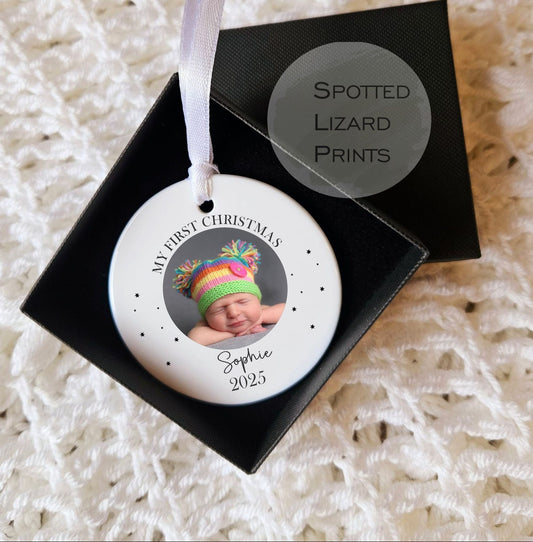 Spotted
Lizard
Prints
MY FIRST CHRISTMAS
Sophie
2025